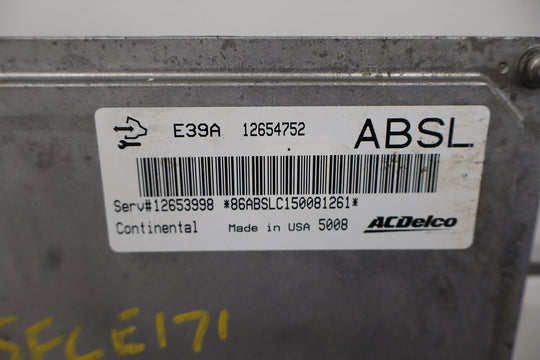 E39A 12654752 ABSL
Serv#12653998 *86ABSLC150081261*
Continental Made in USA 5008 ACDelco